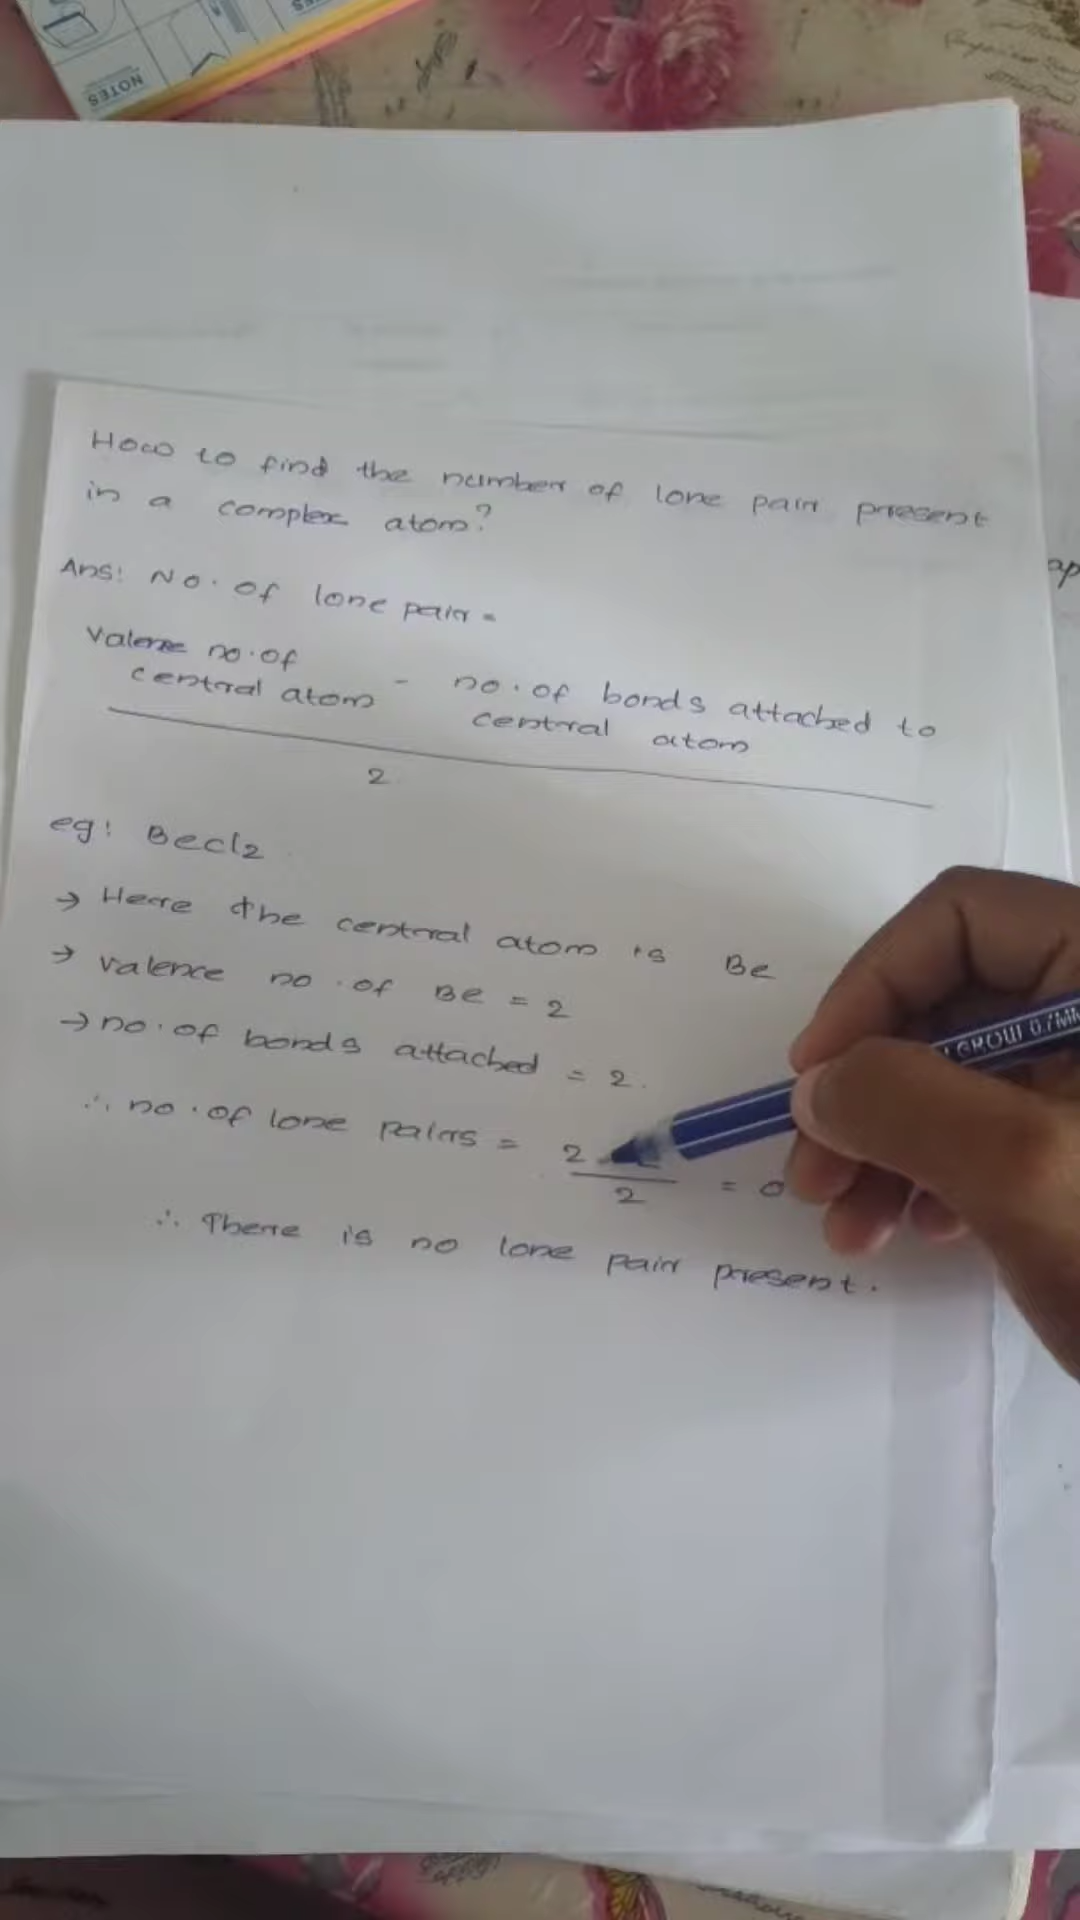 NOTES
How to find the number of lone pair present
in a complex atom?
Ans: No. of lone pair =
Valence no. of
central atom - no. of bonds attached to
central atom
2
eg: Becl2
→ Here the central atom is Be
→ valence no. of Be = 2
→ no. of bonds attached = 2.
∴ no. of lone pairs = 2
2 = 0
∴ There is no lone pair present.